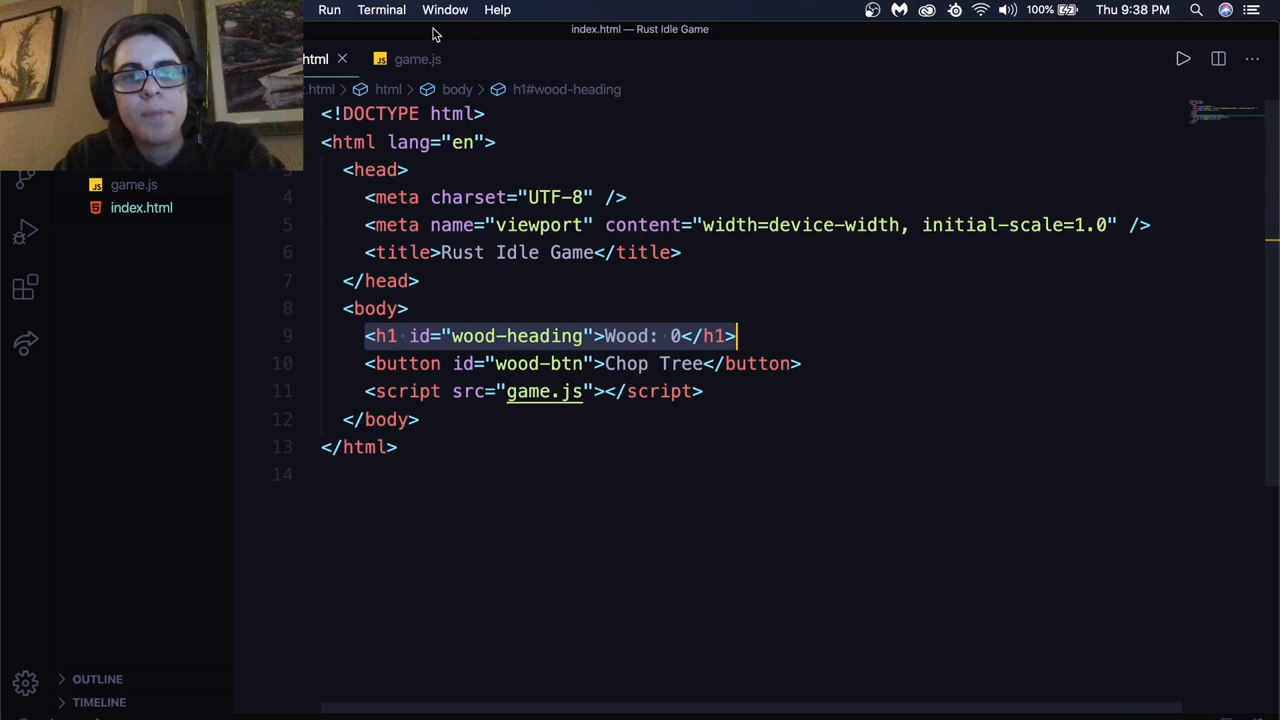 Run Terminal Window Help 100% Thu 9:38 PM
index.html — Rust Idle Game
html game.js
.html > html > body > h1#wood-heading
<!DOCTYPE html>
<html lang="en">
3 <head>
4 <meta charset="UTF-8" />
5 <meta name="viewport" content="width=device-width, initial-scale=1.0" />
6 <title>Rust Idle Game</title>
7 </head>
8 <body>
9 <h1 id="wood-heading">Wood: 0</h1>
10 <button id="wood-btn">Chop Tree</button>
11 <script src="game.js"></script>
12 </body>
13 </html>
14
JS game.js
index.html
> OUTLINE
> TIMELINE